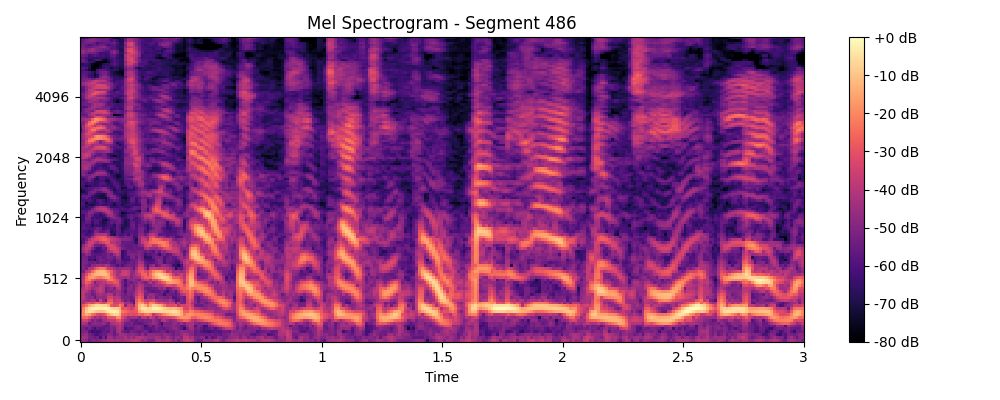 Mel Spectrogram - Segment 486
+0 dB
-10 dB
-20 dB
-30 dB
-40 dB
-50 dB
-60 dB
-70 dB
-80 dB
4096
2048
1024
512
0
Frequency
0
0.5
1
1.5
2
2.5
3
Time